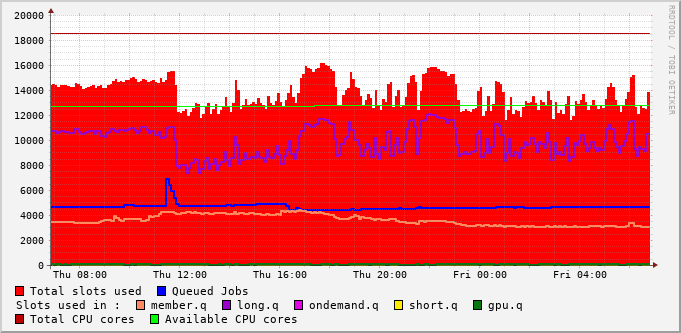 20000
18000
16000
14000
12000
10000
8000
6000
4000
2000
0
Thu 08:00 Thu 12:00 Thu 16:00 Thu 20:00 Fri 00:00 Fri 04:00
Total slots used Queued Jobs
Slots used in : member.q long.q ondemand.q short.q gpu.q
Total CPU cores Available CPU cores
RRDTOOL / TOBI OETIKER